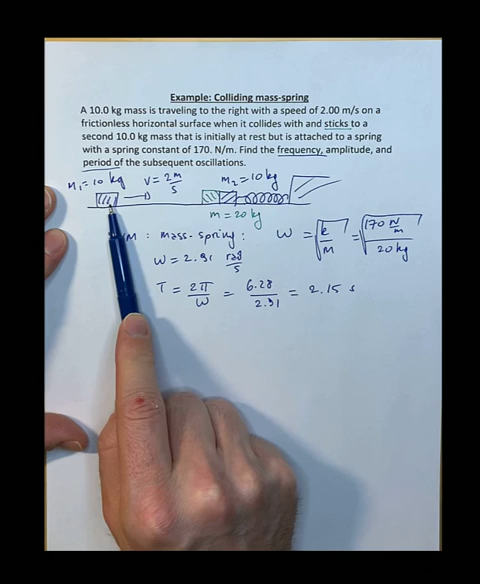 Example: Colliding mass-spring
A 10.0 kg mass is traveling to the right with a speed of 2.00 m/s on a
frictionless horizontal surface when it collides with and sticks to a
second 10.0 kg mass that is initially at rest but is attached to a spring
with a spring constant of 170. N/m. Find the frequency, amplitude, and
period of the subsequent oscillations.
M₁=10 kg V=2 m/s M₂=10 kg
m=20 kg
M: mass-spring: ω = √(k/M) = √(170 N/m / 20 kg)
ω = 2.91 rad/s
T = 2π/ω = 6.28/2.91 = 2.15 s